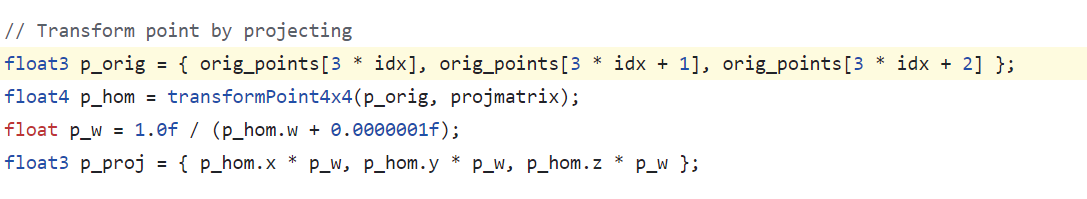 // Transform point by projecting
float3 p_orig = { orig_points[3 * idx], orig_points[3 * idx + 1], orig_points[3 * idx + 2] };
float4 p_hom = transformPoint4x4(p_orig, projmatrix);
float p_w = 1.0f / (p_hom.w + 0.0000001f);
float3 p_proj = { p_hom.x * p_w, p_hom.y * p_w, p_hom.z * p_w };